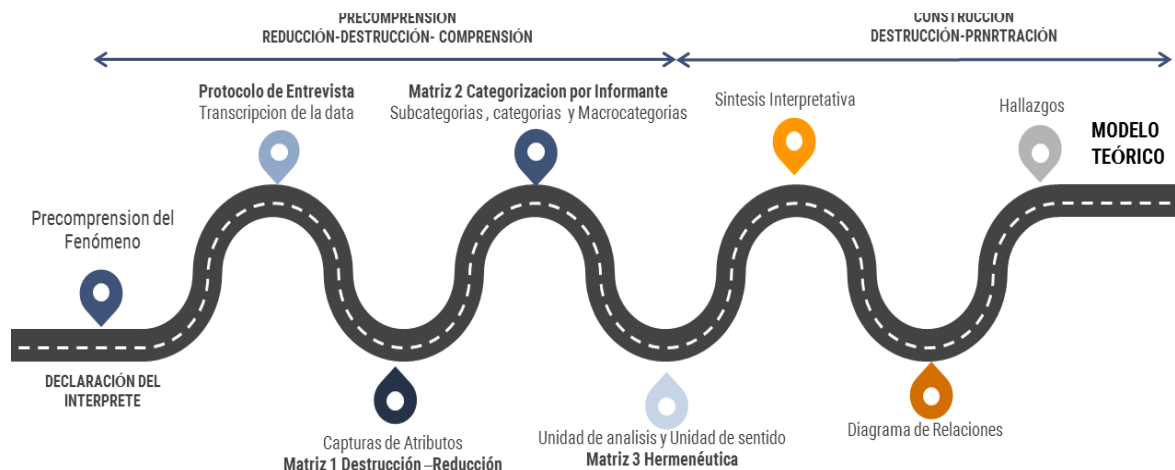 PRECOMPRENSIÓN
REDUCCIÓN-DESTRUCCIÓN- COMPRENSIÓN
CONSTRUCCIÓN
DESTRUCCIÓN-PRNRTRACIÓN
Protocolo de Entrevista
Transcripcion de la data
Matriz 2 Categorizacion por Informante
Subcategorias , categorias y Macrocategorias
Sintesis Interpretativa
Hallazgos
MODELO
TEÓRICO
Precomprension del
Fenómeno
DECLARACIÓN DEL
INTERPRETE
Capturas de Atributos
Matriz 1 Destrucción –Reducción
Unidad de analisis y Unidad de sentido
Matriz 3 Hermenéutica
Diagrama de Relaciones